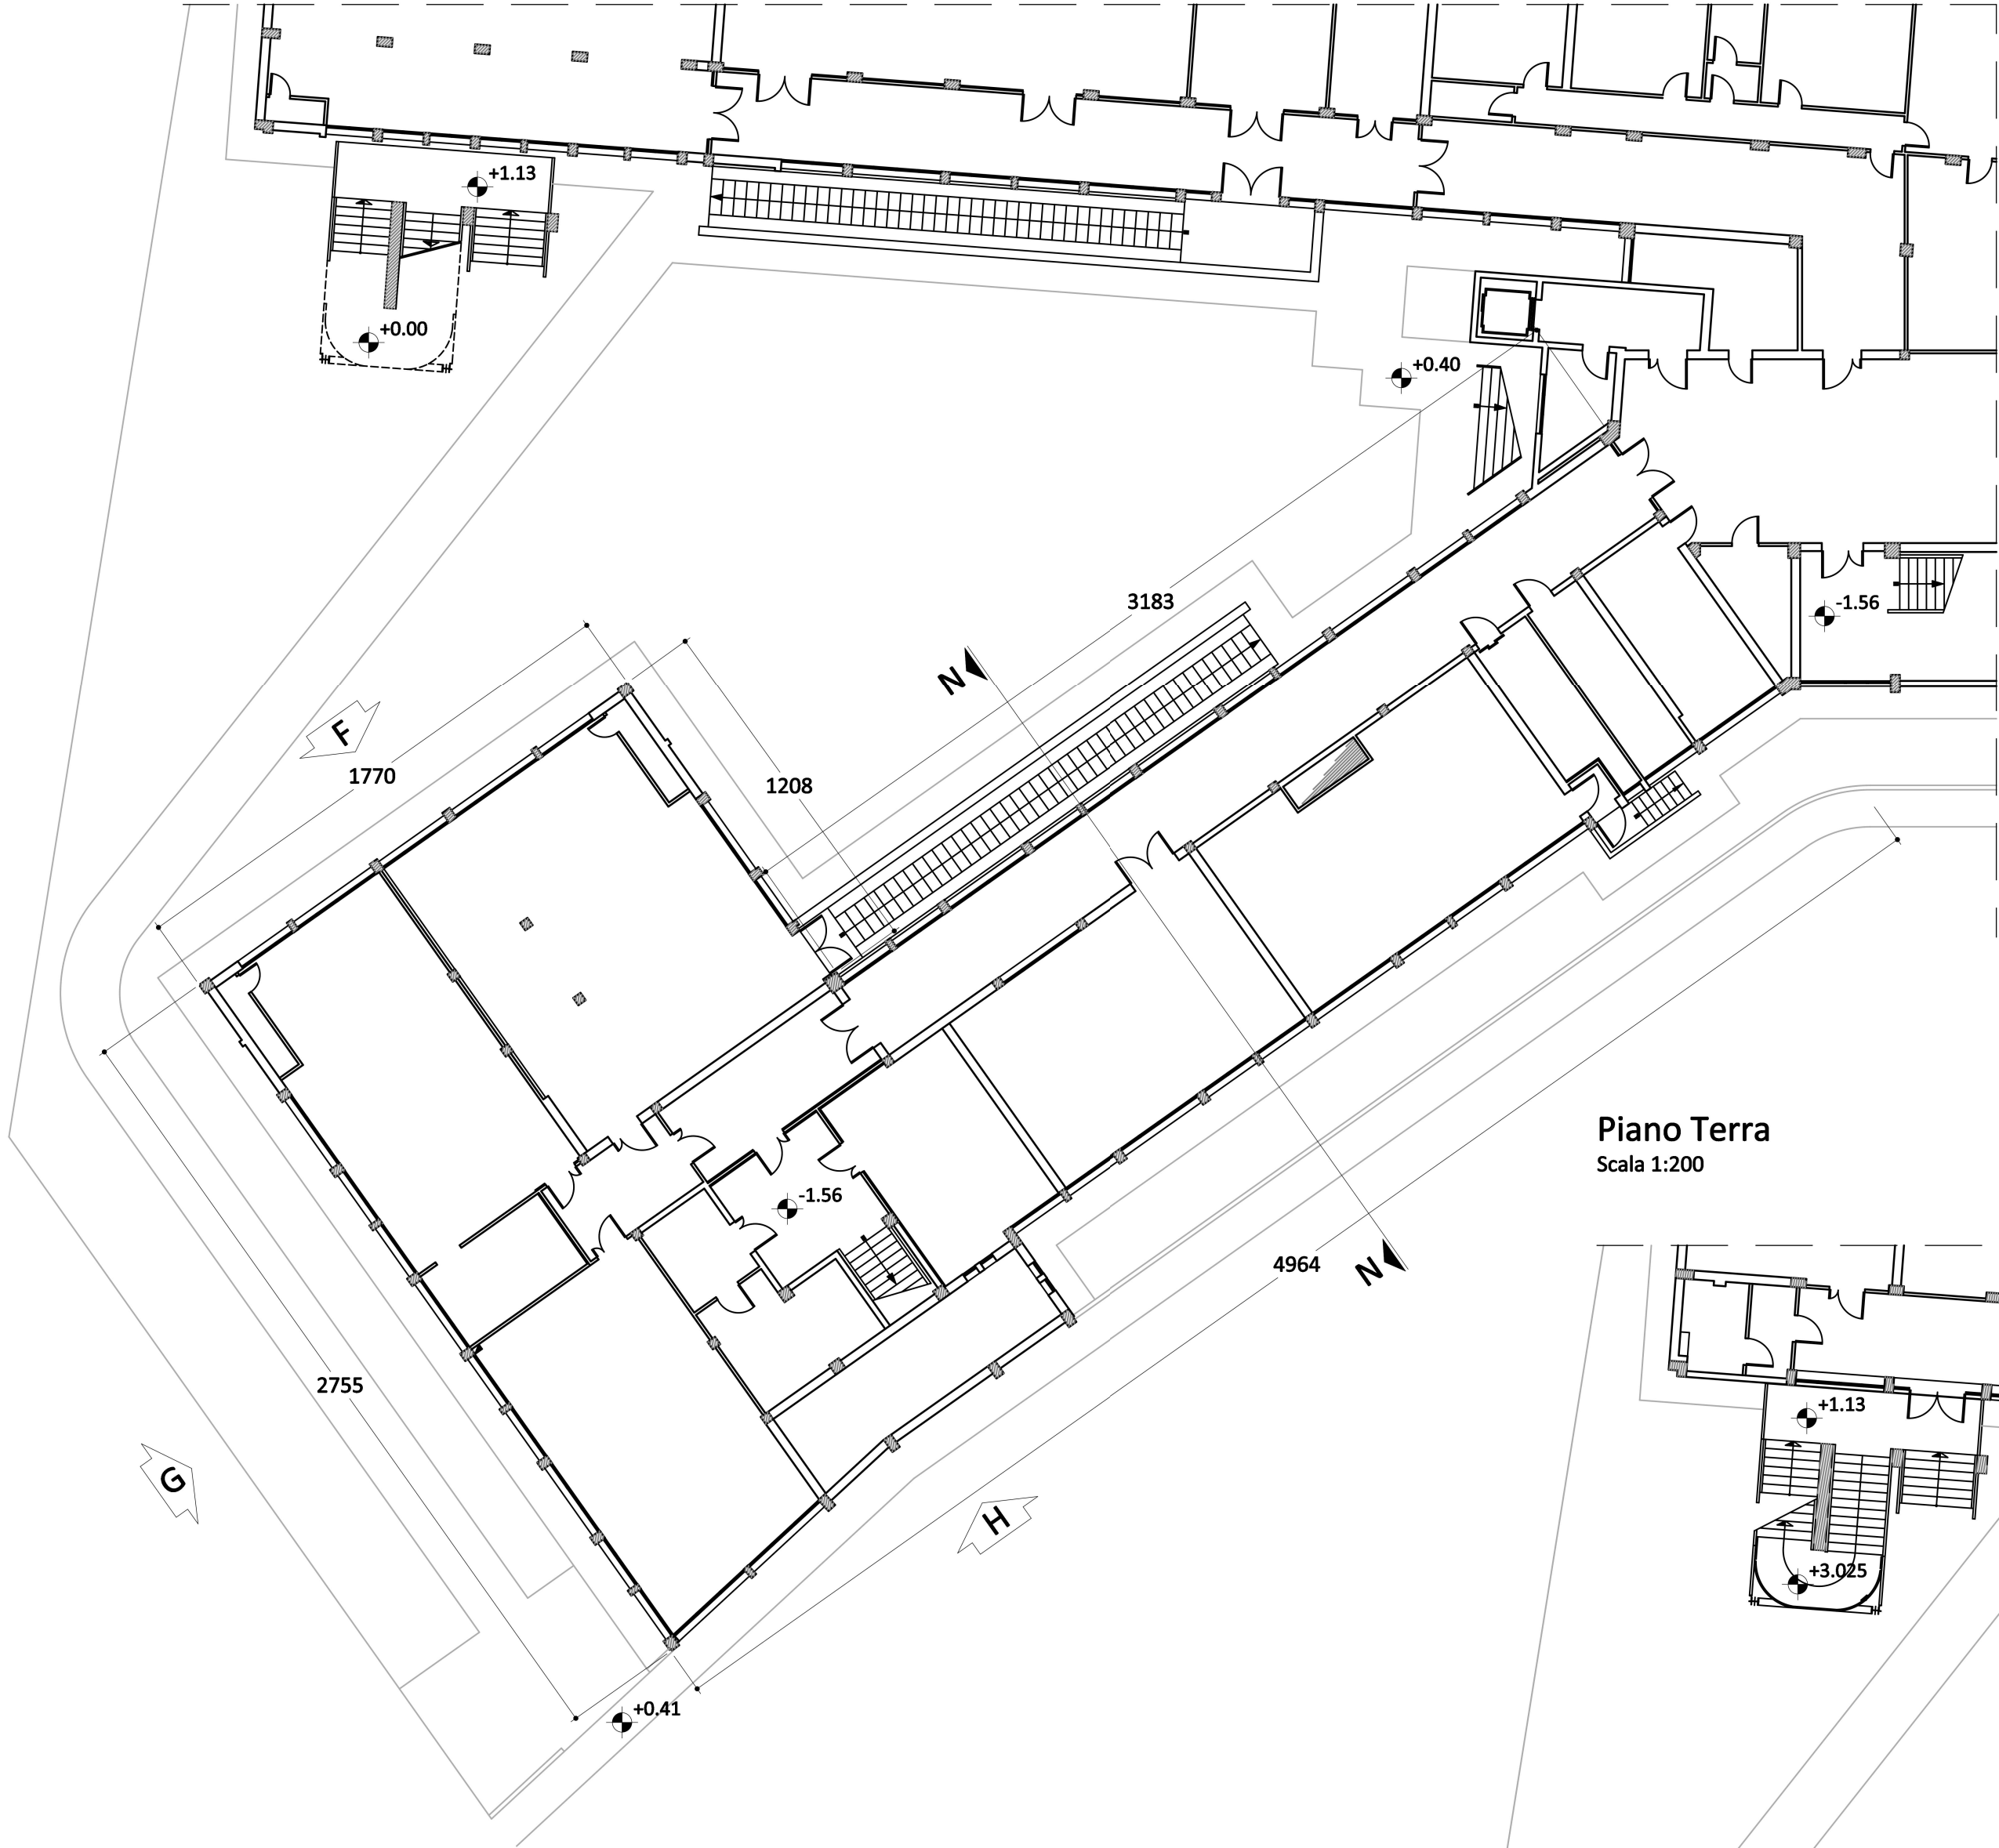 +1.13
+0.00
+0.40
3183
-1.56
N
F
1770
1208
Piano Terra
Scala 1:200
-1.56
4964
N
2755
+1.13
G
H
+3.025
+0.41